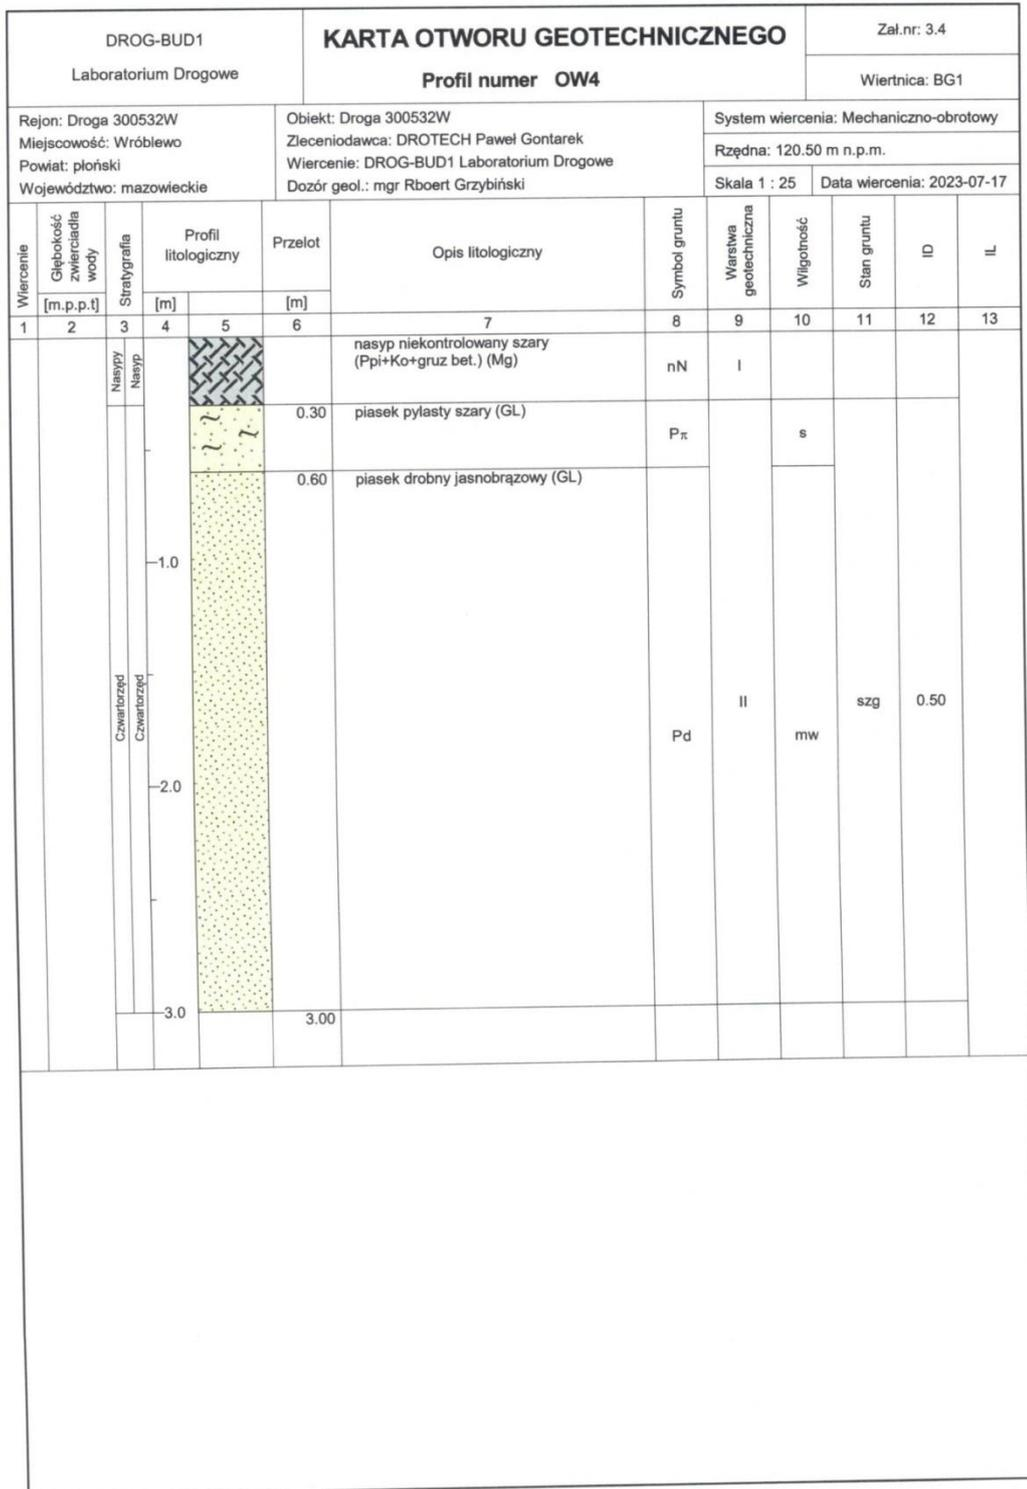 DROG-BUD1
Laboratorium Drogowe
KARTA OTWORU GEOTECHNICZNEGO
Profil numer OW4
Zał.nr: 3.4
Wiertnica: BG1
Rejon: Droga 300532W
Miejscowość: Wróblewo
Powiat: płoński
Województwo: mazowieckie
Obiekt: Droga 300532W
Zleceniodawca: DROTECH Paweł Gontarek
Wiercenie: DROG-BUD1 Laboratorium Drogowe
Dozór geol.: mgr Rboert Grzybiński
System wiercenia: Mechaniczno-obrotowy
Rzędna: 120.50 m n.p.m.
Skala 1 : 25 Data wiercenia: 2023-07-17
Wiercenie
Głębokość zwierciadła wody
[m.p.p.t]
Stratygrafia
Profil litologiczny
[m]
Przelot
[m]
Opis litologiczny
Symbol gruntu
Warstwa geotechniczna
Wilgotność
Stan gruntu
ID
IL
1 2 3 4 5 6 7 8 9 10 11 12 13
Nasypy
Nasyp
nasyp niekontrolowany szary
(Ppi+Ko+gruz bet.) (Mg)
nN I
0.30 piasek pylasty szary (GL)
Pπ s
0.60 piasek drobny jasnobrązowy (GL)
1.0
Czwartorzęd
Czwartorzęd
II szg 0.50
Pd mw
2.0
3.0
3.00